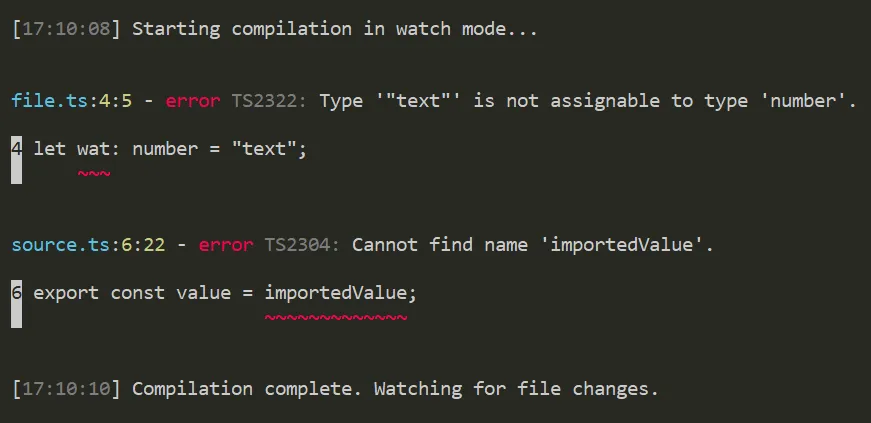 [17:10:08] Starting compilation in watch mode...
file.ts:4:5 - error TS2322: Type '"text"' is not assignable to type 'number'.
4 let wat: number = "text";
~~~
source.ts:6:22 - error TS2304: Cannot find name 'importedValue'.
6 export const value = importedValue;
~~~~~~~~~~~~~
[17:10:10] Compilation complete. Watching for file changes.